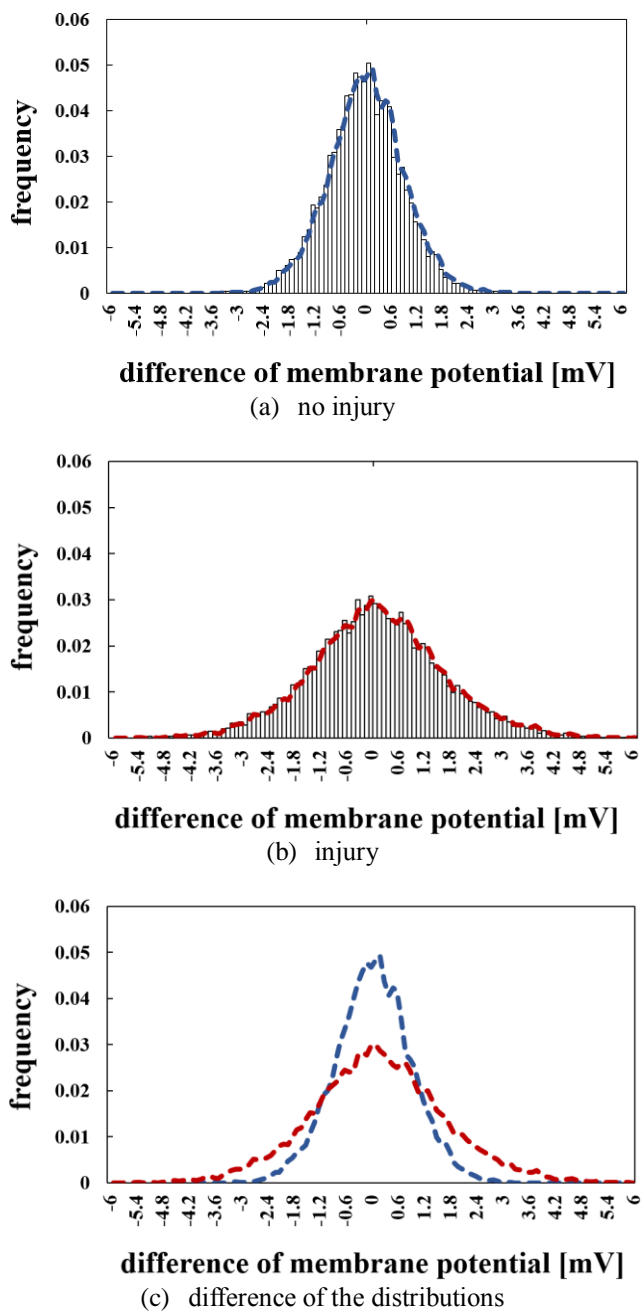 0.06
0.05
0.04
0.03
0.02
0.01
0
frequency
-6 -5.4 -4.8 -4.2 -3.6 -3 -2.4 -1.8 -1.2 -0.6 0 0.6 1.2 1.8 2.4 3 3.6 4.2 4.8 5.4 6
difference of membrane potential [mV]
(a) no injury
0.06
0.05
0.04
0.03
0.02
0.01
0
frequency
-6 -5.4 -4.8 -4.2 -3.6 -3 -2.4 -1.8 -1.2 -0.6 0 0.6 1.2 1.8 2.4 3 3.6 4.2 4.8 5.4 6
difference of membrane potential [mV]
(b) injury
0.06
0.05
0.04
0.03
0.02
0.01
0
frequency
-6 -5.4 -4.8 -4.2 -3.6 -3 -2.4 -1.8 -1.2 -0.6 0 0.6 1.2 1.8 2.4 3 3.6 4.2 4.8 5.4 6
difference of membrane potential [mV]
(c) difference of the distributions